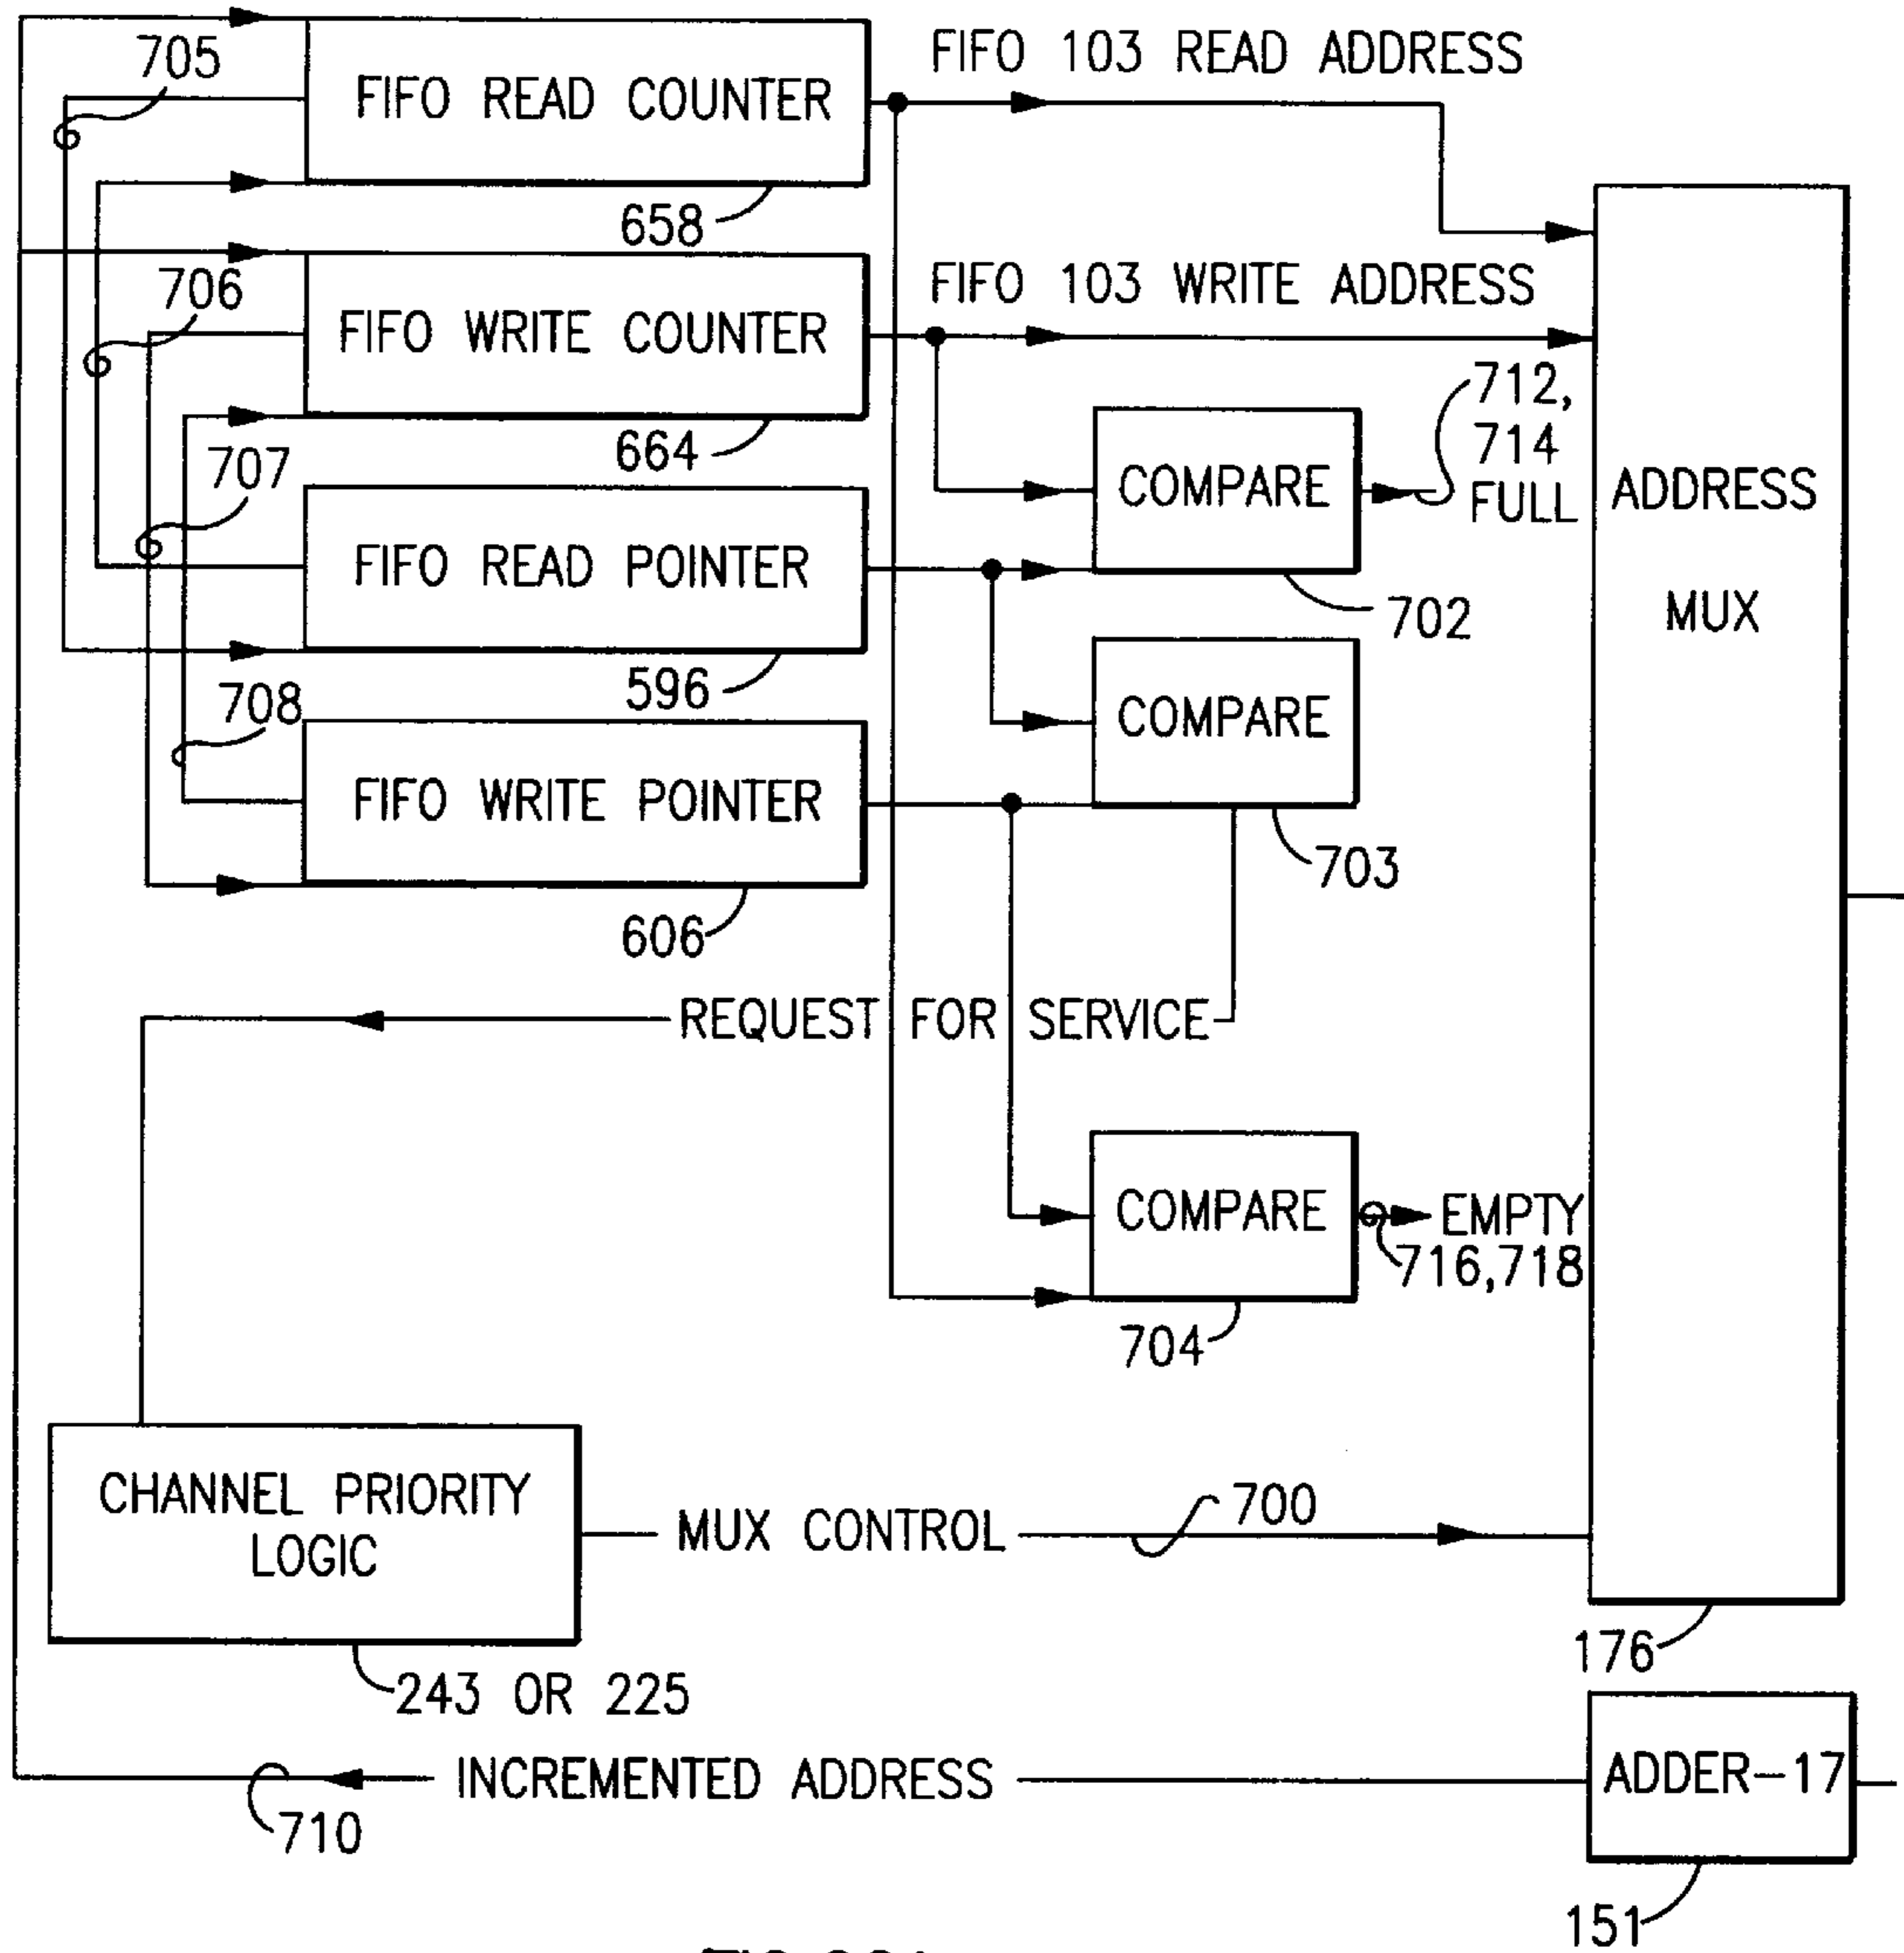 705
FIFO READ COUNTER
FIFO 103 READ ADDRESS
658
706
FIFO WRITE COUNTER
FIFO 103 WRITE ADDRESS
664
712,
714
FULL
COMPARE
702
ADDRESS
MUX
707
FIFO READ POINTER
596
COMPARE
703
708
FIFO WRITE POINTER
606
REQUEST FOR SERVICE
COMPARE
EMPTY
716,718
704
CHANNEL PRIORITY
LOGIC
243 OR 225
MUX CONTROL
700
176
INCREMENTED ADDRESS
710
ADDER-17
151